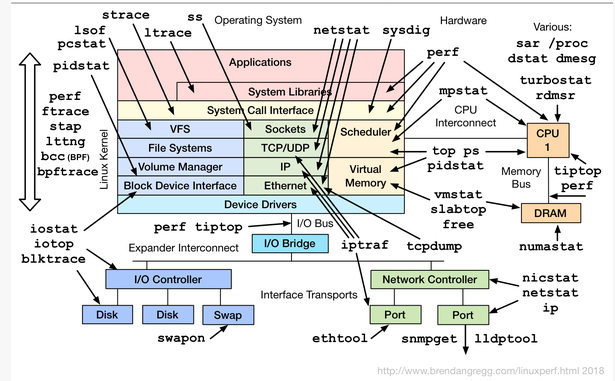 strace
ss
Operating System
Hardware
Various:
lsof
pcstat
ltrace
netstat
sysdig
sar /proc
dstat dmesg
perf
pidstat
Applications
turbostat
rdmsr
System Libraries
mpstat
perf
ftrace
stap
lttng
bcc (BPF)
bpftrace
Linux Kernel
System Call Interface
CPU
Interconnect
VFS
Sockets
Scheduler
CPU
1
File Systems
TCP/UDP
top ps
pidstat
Volume Manager
IP
Virtual
Memory
Memory
Bus
tiptop
perf
Block Device Interface
Ethernet
vmstat
slabtop
free
Device Drivers
DRAM
iostat
iotop
blktrace
perf tiptop
I/O Bus
Expander Interconnect
I/O Bridge
iptraf
tcpdump
numastat
I/O Controller
Network Controller
nicstat
netstat
ip
Interface Transports
Disk
Disk
Swap
Port
Port
swapon
ethtool
snmpget
lldptool
http://www.brendangregg.com/linuxperf.html 2018